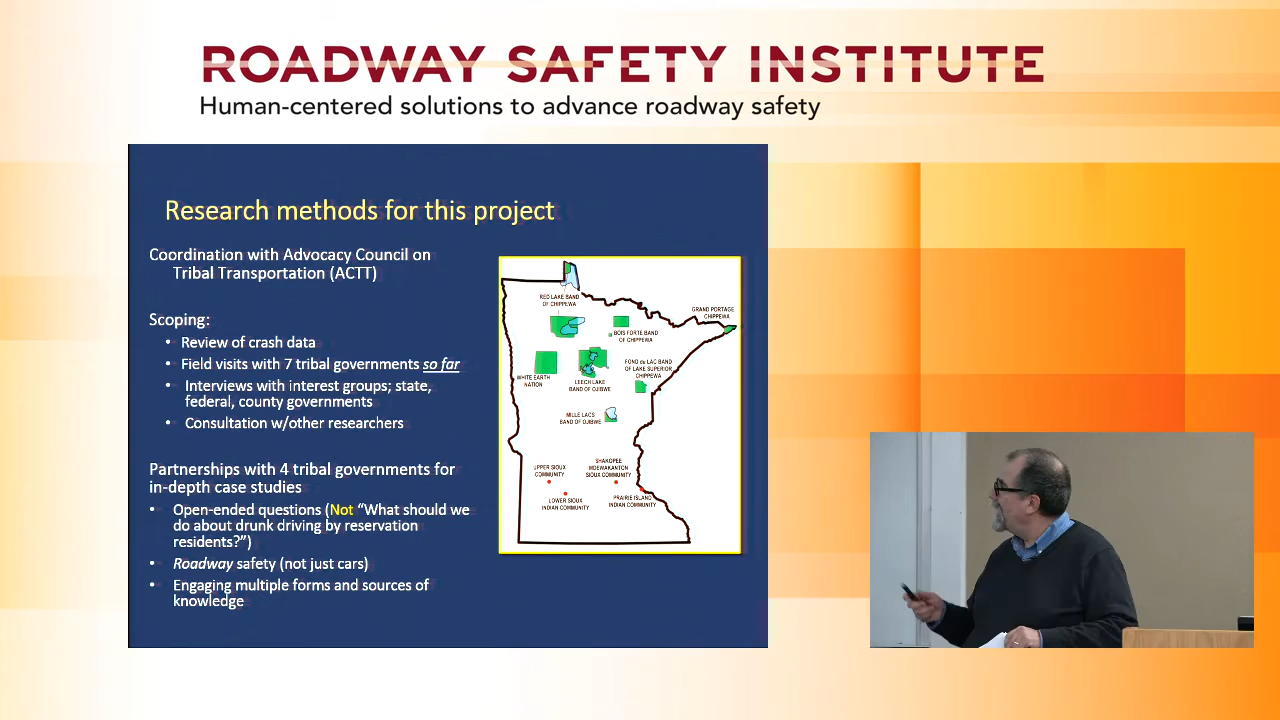 ROADWAY SAFETY INSTITUTE
Human-centered solutions to advance roadway safety
Research methods for this project
Coordination with Advocacy Council on
Tribal Transportation (ACTT)
Scoping:
• Review of crash data
• Field visits with 7 tribal governments so far
• Interviews with interest groups; state,
federal, county governments
• Consultation w/other researchers
Partnerships with 4 tribal governments for
in-depth case studies
• Open-ended questions (Not “What should we
do about drunk driving by reservation
residents?”)
• Roadway safety (not just cars)
• Engaging multiple forms and sources of
knowledge
RED LAKE BAND
OF CHIPPEWA
GRAND PORTAGE
CHIPPEWA
BOIS FORTE BAND
OF CHIPPEWA
WHITE EARTH
NATION
LEECH LAKE
BAND OF OJIBWE
FOND du LAC BAND
OF LAKE SUPERIOR
CHIPPEWA
MILLE LACS
BAND OF OJIBWE
UPPER SIOUX
COMMUNITY
SHAKOPEE
MDEWAKANTON
SIOUX COMMUNITY
LOWER SIOUX
INDIAN COMMUNITY
PRAIRIE ISLAND
INDIAN COMMUNITY